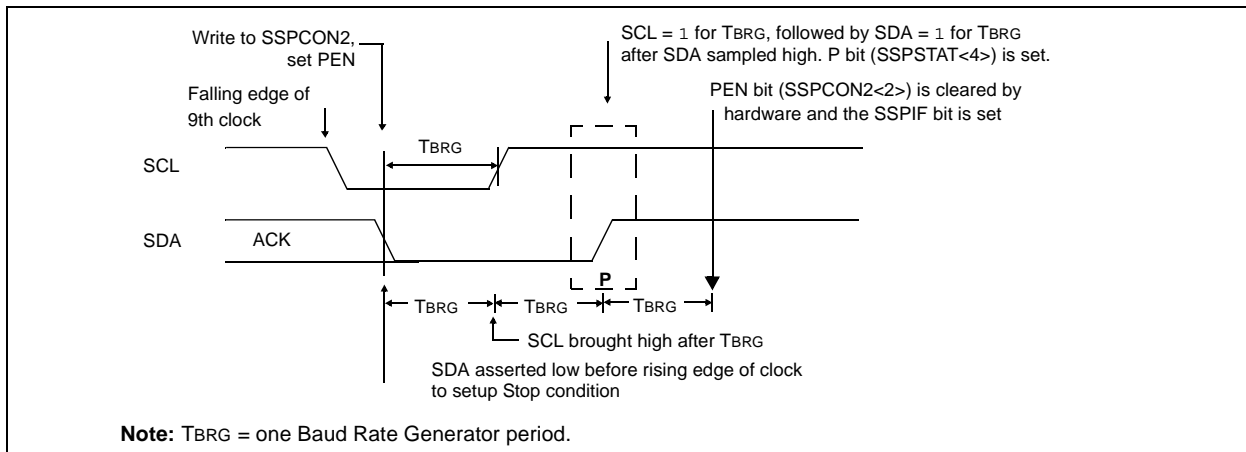 Write to SSPCON2,
set PEN
SCL = 1 for TBRG, followed by SDA = 1 for TBRG
after SDA sampled high. P bit (SSPSTAT<4>) is set.
Falling edge of
9th clock
PEN bit (SSPCON2<2>) is cleared by
hardware and the SSPIF bit is set
TBRG
SCL
SDA
ACK
P
TBRG
TBRG
TBRG
SCL brought high after TBRG
SDA asserted low before rising edge of clock
to setup Stop condition
Note: TBRG = one Baud Rate Generator period.